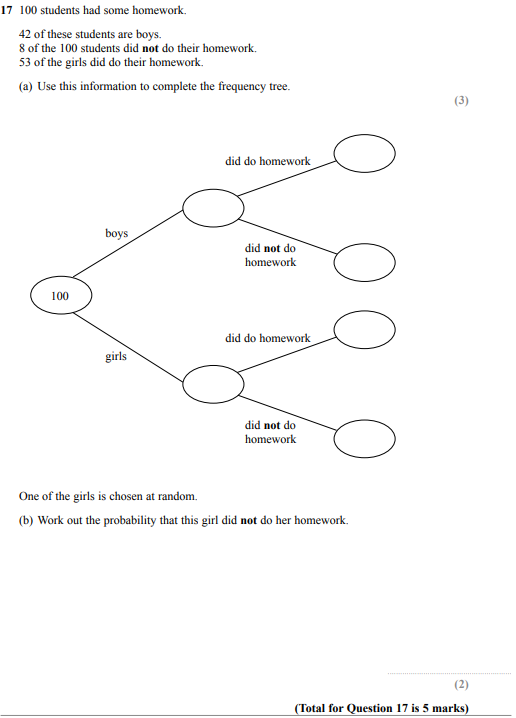 17 100 students had some homework.
42 of these students are boys.
8 of the 100 students did not do their homework.
53 of the girls did do their homework.
(a) Use this information to complete the frequency tree.
(3)
did do homework
boys
did not do
homework
100
did do homework
girls
did not do
homework
One of the girls is chosen at random.
(b) Work out the probability that this girl did not do her homework.
(2)
(Total for Question 17 is 5 marks)